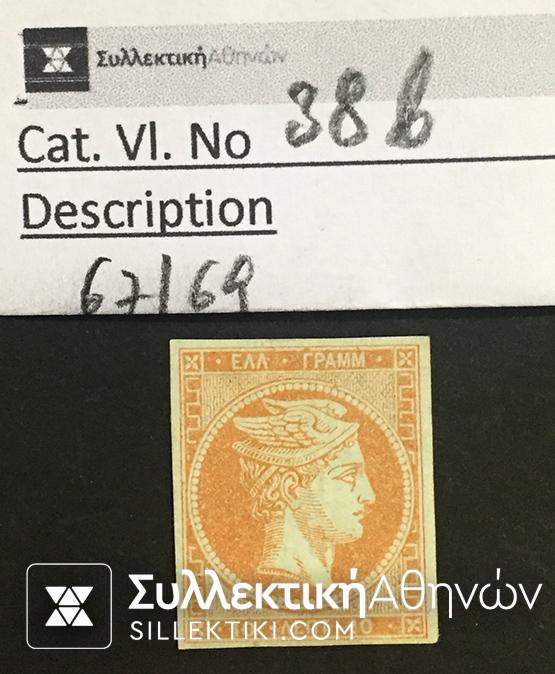 ΣυλλεκτικήΑθηνών
Cat. Vl. No 38b
Description
67/69
ΕΛΛ · ΓΡΑΜΜ
ΣυλλεκτικήΑθηνών
SILLEKTIKI.COM